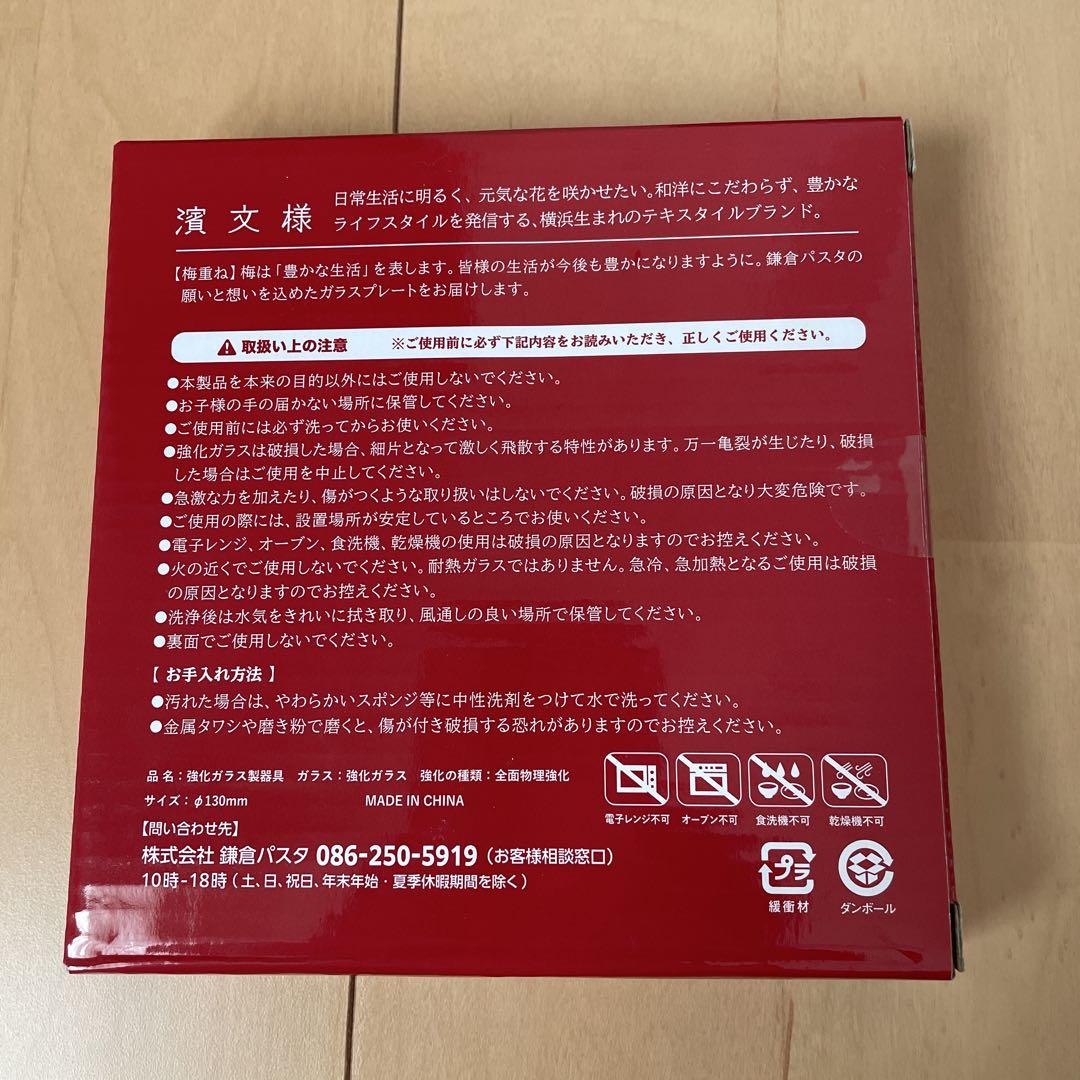 濱文様
日常生活に明るく、元気な花を咲かせたい。和洋にこだわらず、豊かな
ライフスタイルを発信する、横浜生まれのテキスタイルブランド。
【梅重ね】梅は「豊かな生活」を表します。皆様の生活が今後も豊かになりますように。鎌倉パスタの
願いと想いを込めたガラスプレートをお届けします。
取扱い上の注意 ※ご使用前に必ず下記内容をお読みいただき、正しくご使用ください。
●本製品を本来の目的以外にはご使用しないでください。
●お子様の手の届かない場所に保管してください。
●ご使用前には必ず洗ってからお使いください。
●強化ガラスは破損した場合、細片となって激しく飛散する特性があります。万一亀裂が生じたり、破損
した場合はご使用を中止してください。
●急激な力を加えたり、傷がつくような取り扱いはしないでください。破損の原因となり大変危険です。
●ご使用の際には、設置場所が安定しているところでお使いください。
●電子レンジ、オーブン、食洗機、乾燥機の使用は破損の原因となりますのでお控えください。
●火の近くでご使用しないでください。耐熱ガラスではありません。急冷、急加熱となるご使用は破損
の原因となりますのでお控えください。
●洗浄後は水気をきれいに拭き取り、風通しの良い場所で保管してください。
●裏面でご使用しないでください。
【お手入れ方法】
●汚れた場合は、やわらかいスポンジ等に中性洗剤をつけて水で洗ってください。
●金属タワシや磨き粉で磨くと、傷が付き破損する恐れがありますのでお控えください。
品名：強化ガラス製器具 ガラス：強化ガラス 強化の種類：全面物理強化
サイズ：φ130mm MADE IN CHINA
電子レンジ不可 オーブン不可 食洗機不可 乾燥機不可
【問い合わせ先】
株式会社 鎌倉パスタ 086-250-5919（お客様相談窓口）
10時-18時（土、日、祝日、年末年始・夏季休暇期間を除く）
プラ
緩衝材 ダンボール